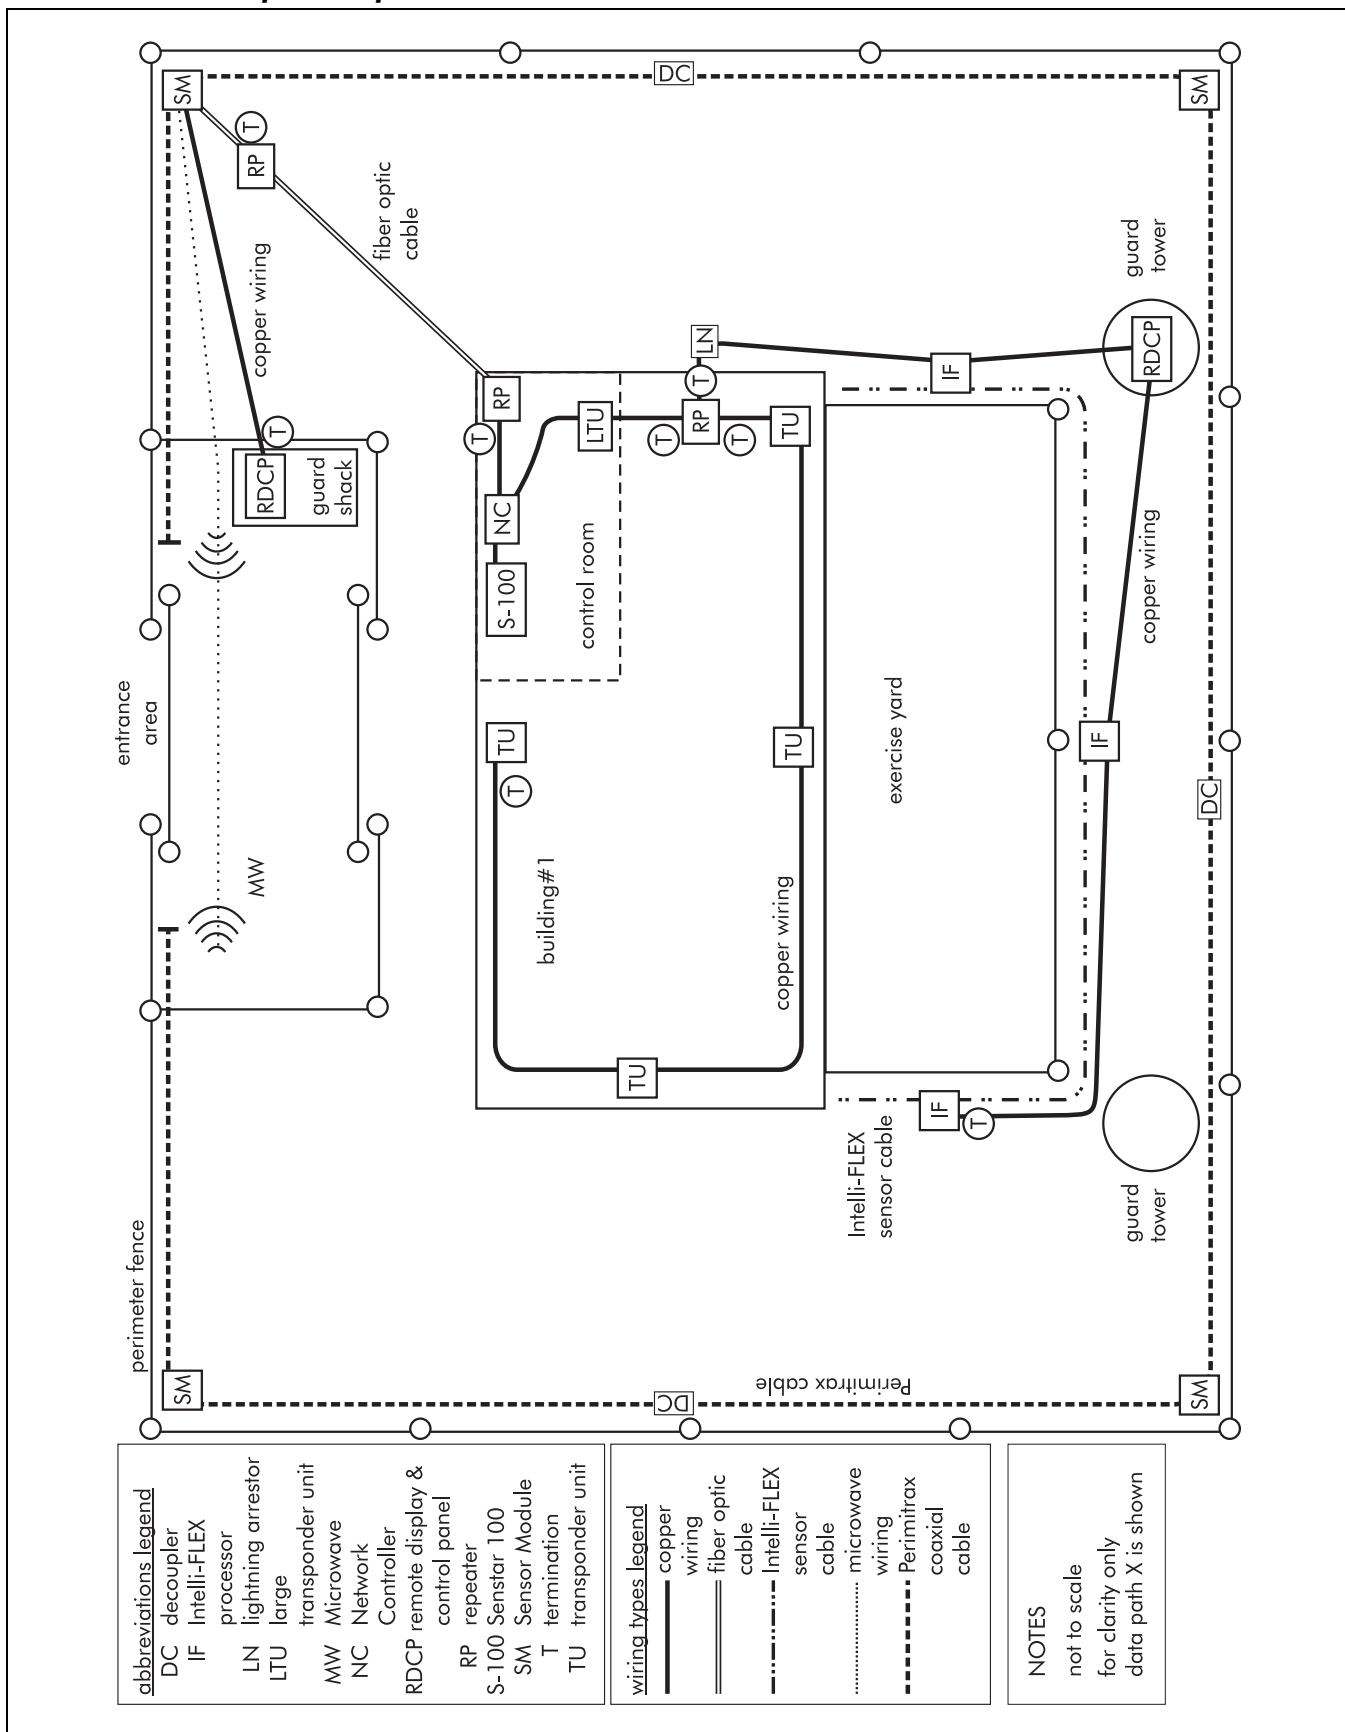 SM
DC
SM
T
RP
fiber optic
cable
copper wiring
guard
tower
RDCP
LN
IF
T
RP
T
RDCP
guard
shack
T
LTU
T
RP
T
TU
NC
S-100
control room
copper wiring
entrance
area
MW
TU
T
TU
IF
exercise yard
DC
building#1
copper wiring
TU
IF
T
Intelli-FLEX
sensor cable
guard
tower
perimeter fence
SM
DC
Perimitrax cable
SM
abbreviations legend
DC decoupler
IF Intelli-FLEX
processor
LN lightning arrestor
LTU large
transponder unit
MW Microwave
NC Network
Controller
RDCP remote display &
control panel
RP repeater
S-100 Senstar 100
SM Sensor Module
T termination
TU transponder unit
wiring types legend
copper
wiring
fiber optic
cable
Intelli-FLEX
sensor
cable
microwave
wiring
Perimitrax
coaxial
cable
NOTES
not to scale
for clarity only
data path X is shown